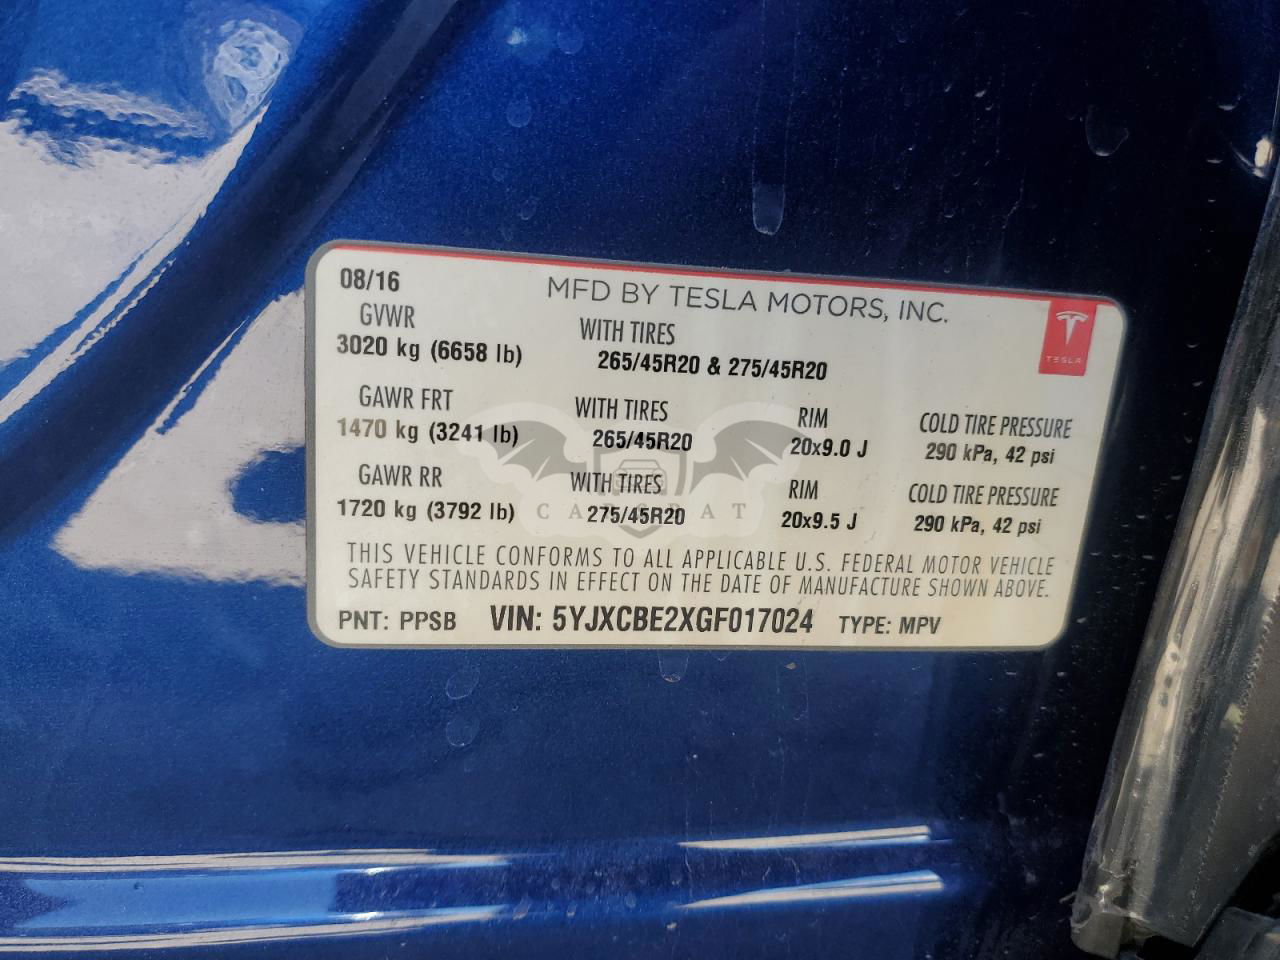 08/16 MFD BY TESLA MOTORS, INC.
GVWR WITH TIRES
3020 kg (6658 lb) 265/45R20 & 275/45R20
TESLA
GAWR FRT WITH TIRES RIM COLD TIRE PRESSURE
1470 kg (3241 lb) 265/45R20 20x9.0 J 290 kPa, 42 psi
GAWR RR WITH TIRES RIM COLD TIRE PRESSURE
1720 kg (3792 lb) 275/45R20 20x9.5 J 290 kPa, 42 psi
THIS VEHICLE CONFORMS TO ALL APPLICABLE U.S. FEDERAL MOTOR VEHICLE
SAFETY STANDARDS IN EFFECT ON THE DATE OF MANUFACTURE SHOWN ABOVE.
PNT: PPSB VIN: 5YJXCBE2XGF017024 TYPE: MPV